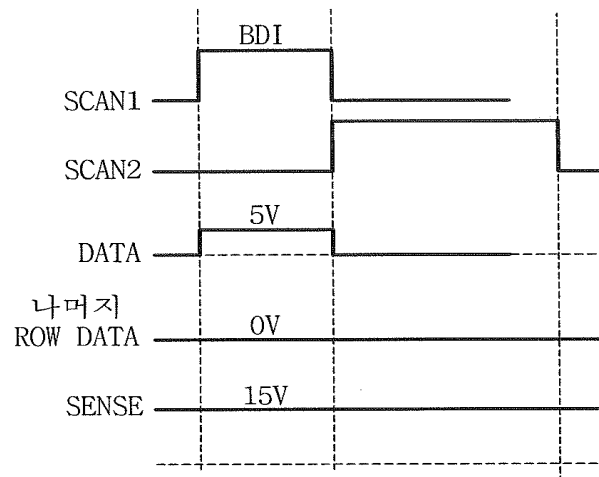 BDI
SCAN1
SCAN2
5V
DATA
나머지
ROW DATA
0V
SENSE
15V